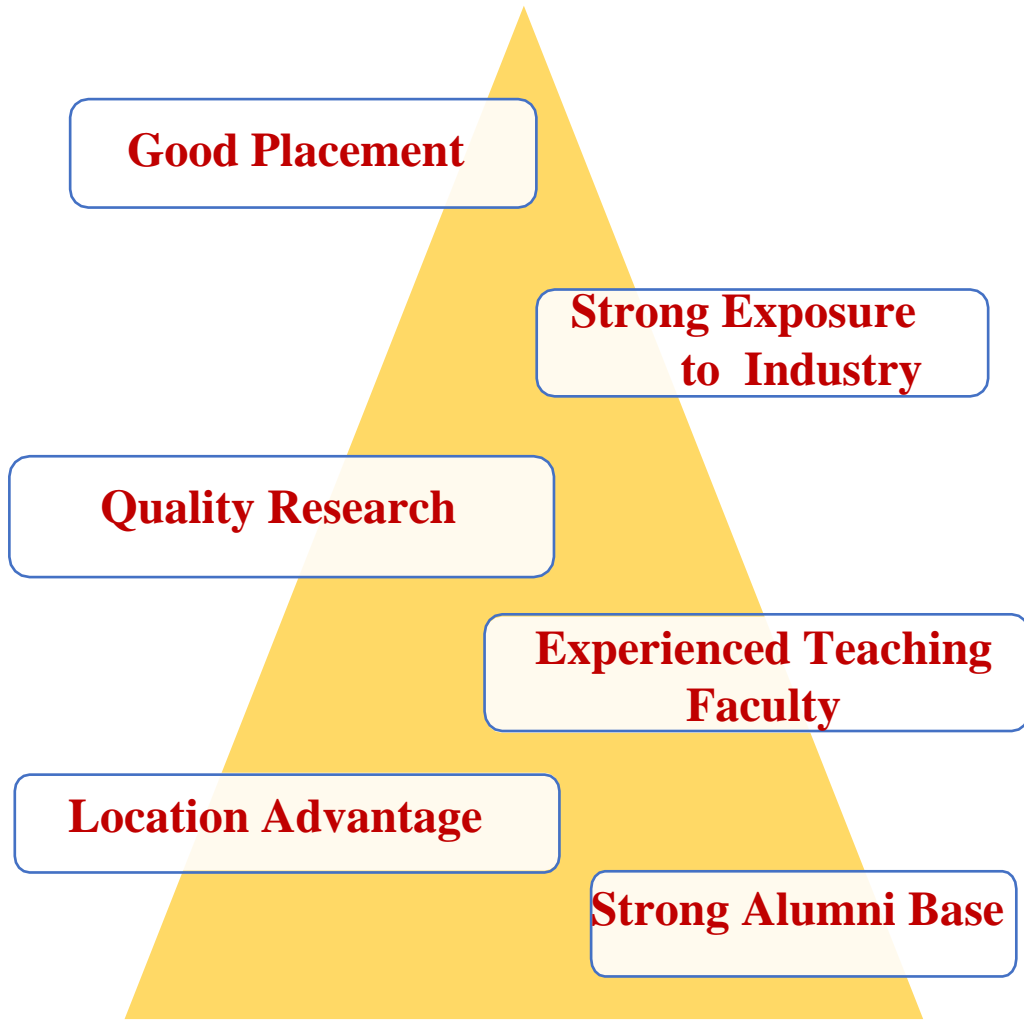 Good Placement
Strong Exposure
to Industry
Quality Research
Experienced Teaching
Faculty
Location Advantage
Strong Alumni Base